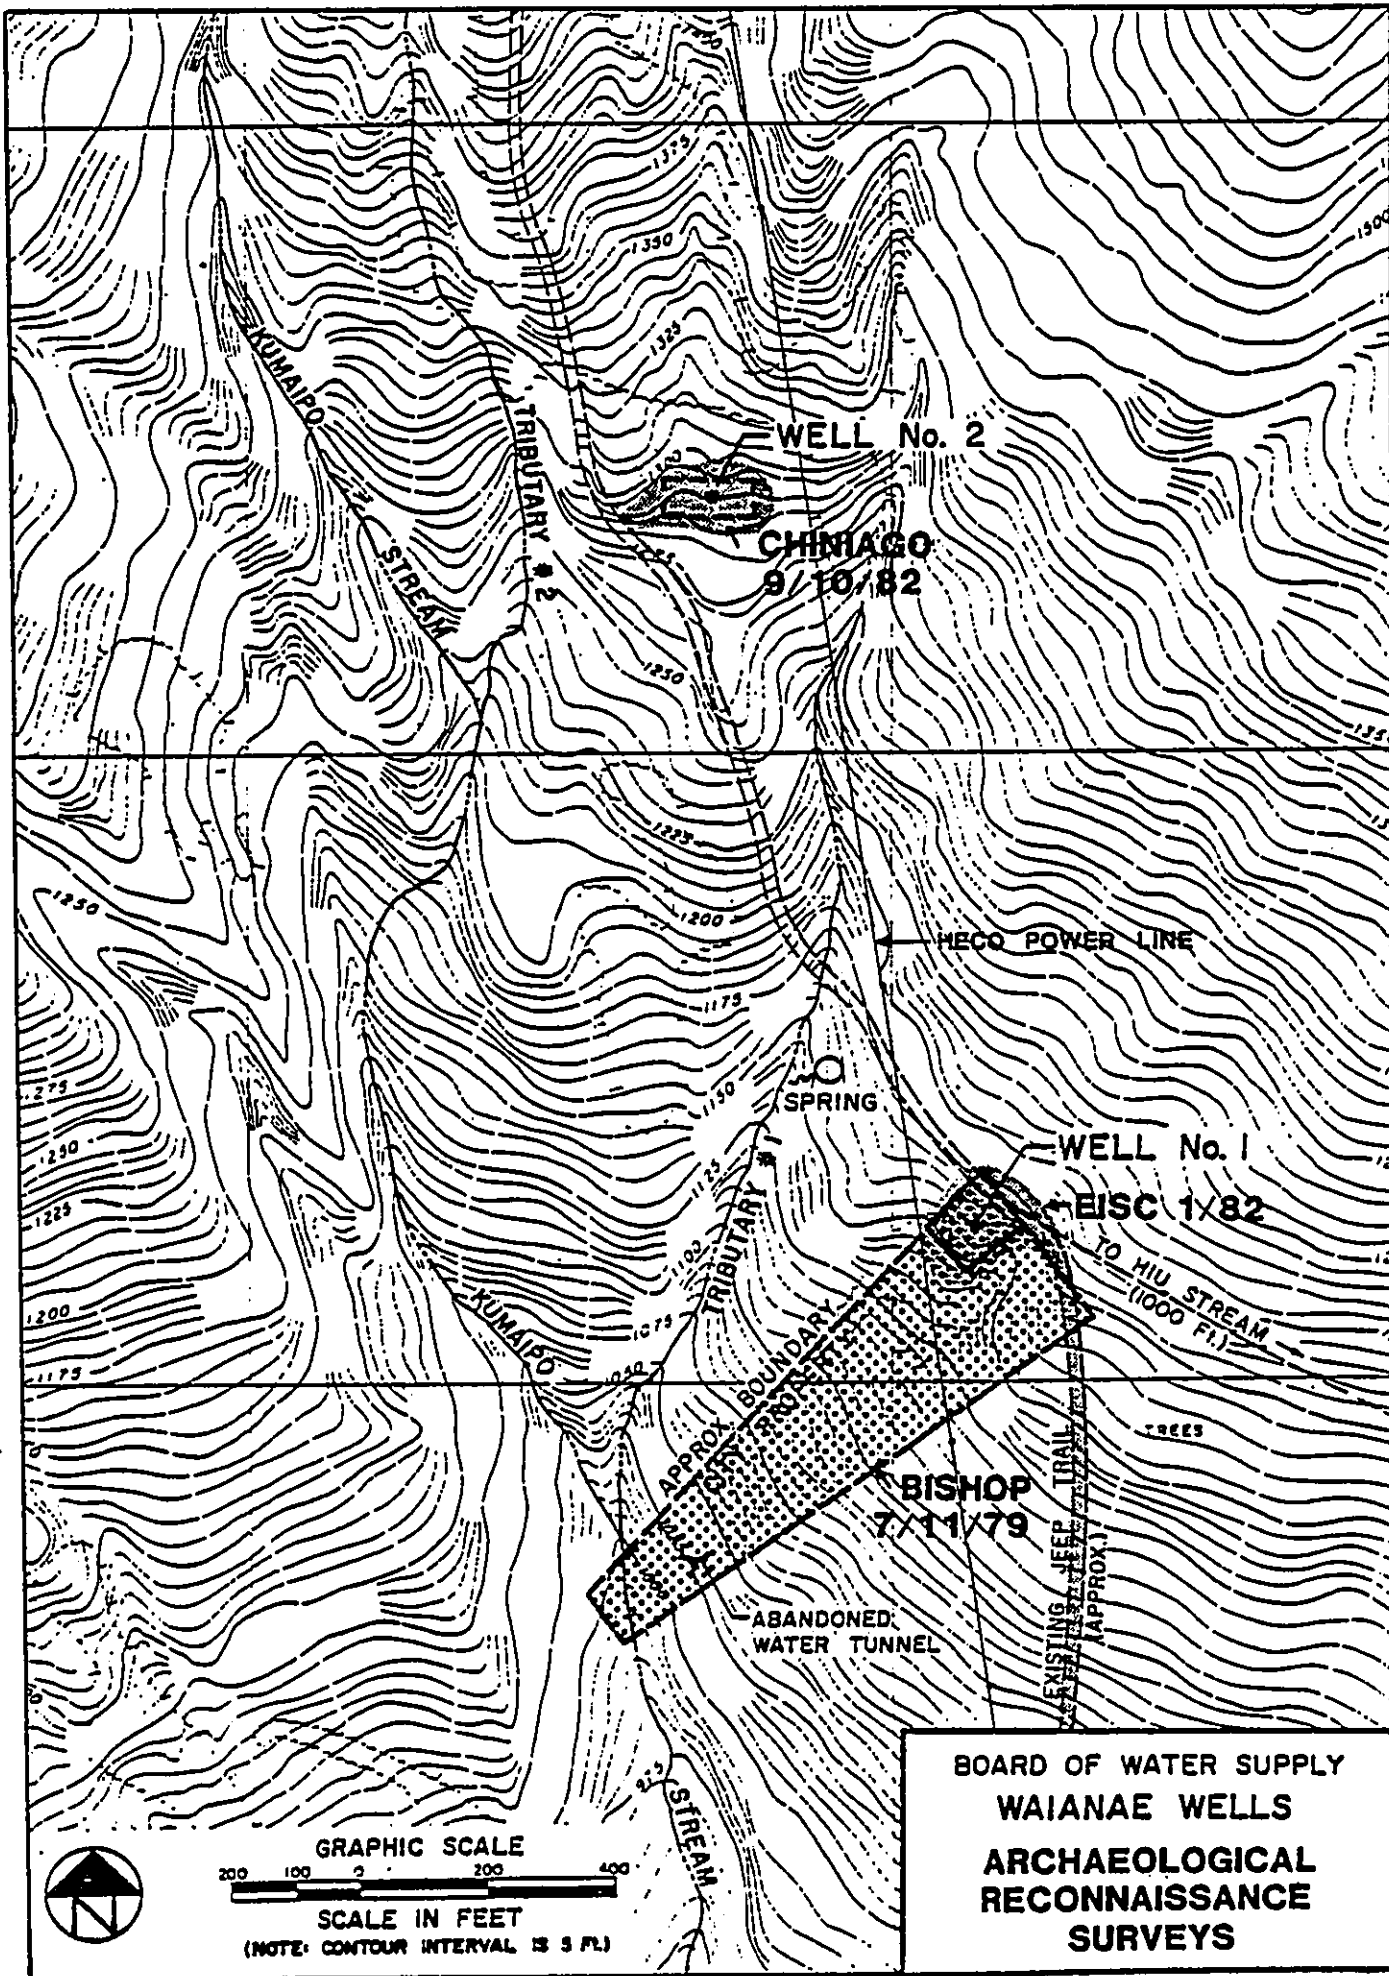 1375
1350
1500
1325
KUMAIPO
STREAM
TRIBUTARY #2
WELL No. 2
CHINIAGO
9/10/82
1250
1225
1250
1200
HECO POWER LINE
1175
SPRING
1150
1125
1100
TRIBUTARY #1
WELL No. 1
EISC 1/82
TO HIU STREAM
(1000 Ft.)
1275
1250
1225
1200
1175
KUMAIPO
1075
1050
APPROX BOUNDARY
TREES
BISHOP
7/11/79
EXISTING JEEP TRAIL
(APPROX.)
ABANDONED
WATER TUNNEL
975
STREAM
GRAPHIC SCALE
200 100 0 200 400
SCALE IN FEET
(NOTE: CONTOUR INTERVAL IS 5 Ft.)
N
BOARD OF WATER SUPPLY
WAIANAE WELLS
ARCHAEOLOGICAL
RECONNAISSANCE
SURVEYS